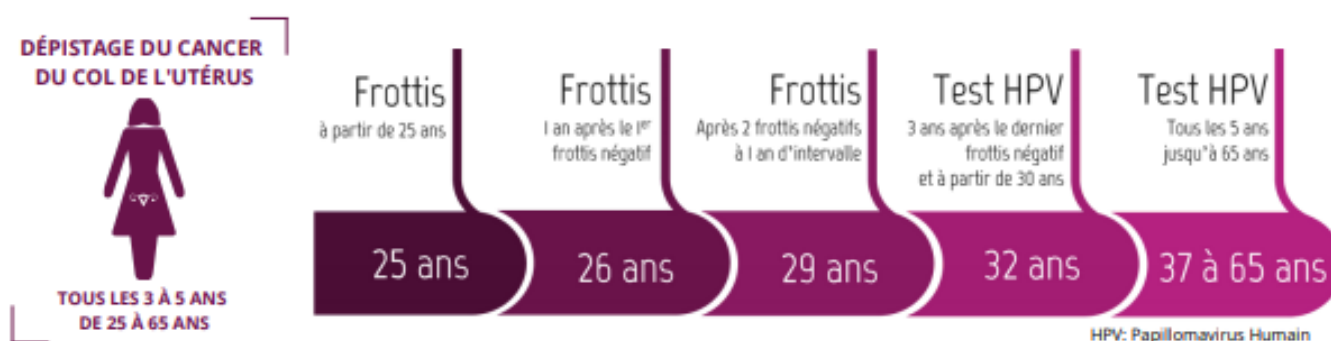 DÉPISTAGE DU CANCER
DU COL DE L'UTÉRUS
TOUS LES 3 À 5 ANS
DE 25 À 65 ANS
Frottis
à partir de 25 ans
25 ans
Frottis
1 an après le 1er
frottis négatif
26 ans
Frottis
Après 2 frottis négatifs
à 1 an d'intervalle
29 ans
Test HPV
3 ans après le dernier
frottis négatif
et à partir de 30 ans
32 ans
Test HPV
Tous les 5 ans
jusqu'à 65 ans
37 à 65 ans
HPV: Papillomavirus Humain